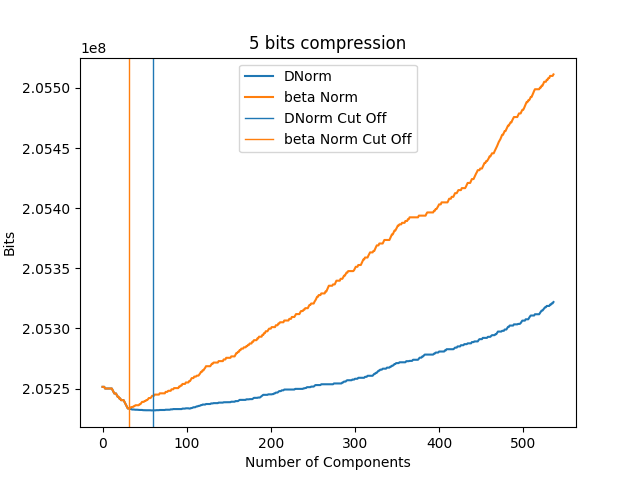 5 bits compression
1e8
DNorm
beta Norm
DNorm Cut Off
beta Norm Cut Off
2.0550
2.0545
2.0540
2.0535
2.0530
2.0525
Bits
0 100 200 300 400 500
Number of Components